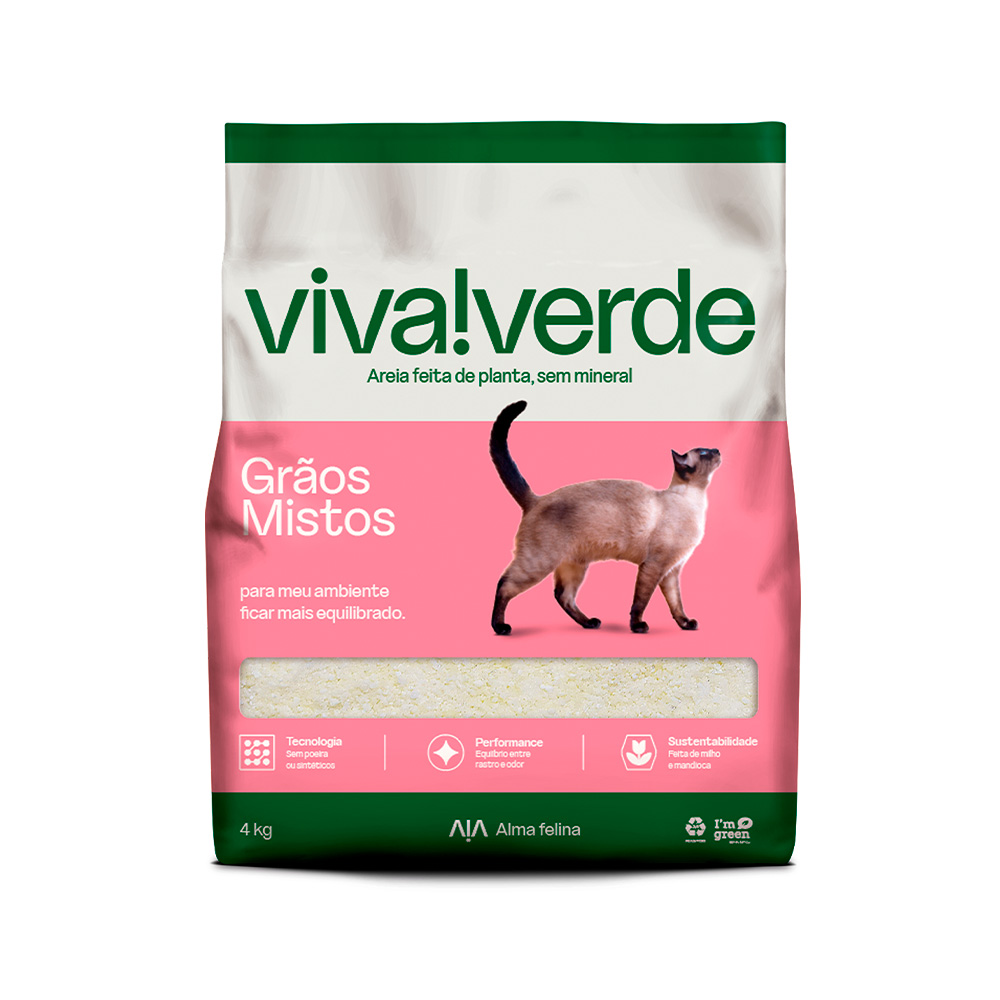 viva!verde
Areia feita de planta, sem mineral
Grãos
Mistos
para meu ambiente
ficar mais equilibrado.
Tecnologia
Sem poeira
ou sintéticos
Performance
Equilíbrio entre
rastro e odor
Sustentabilidade
Feita de milho
e mandioca
4 kg
Alma felina
I'm
green